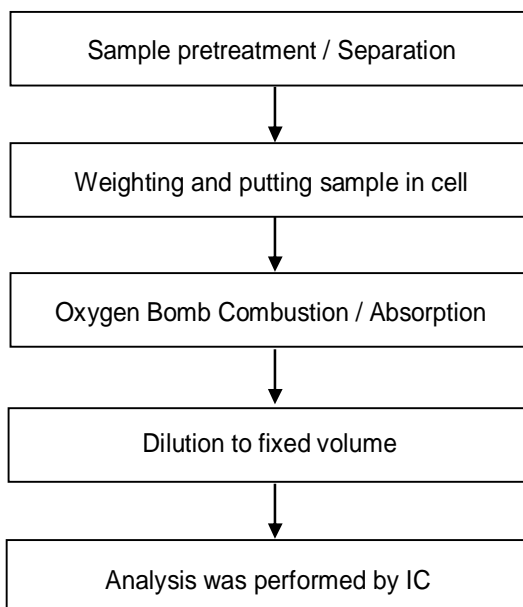 Sample pretreatment / Separation
Weighting and putting sample in cell
Oxygen Bomb Combustion / Absorption
Dilution to fixed volume
Analysis was performed by IC